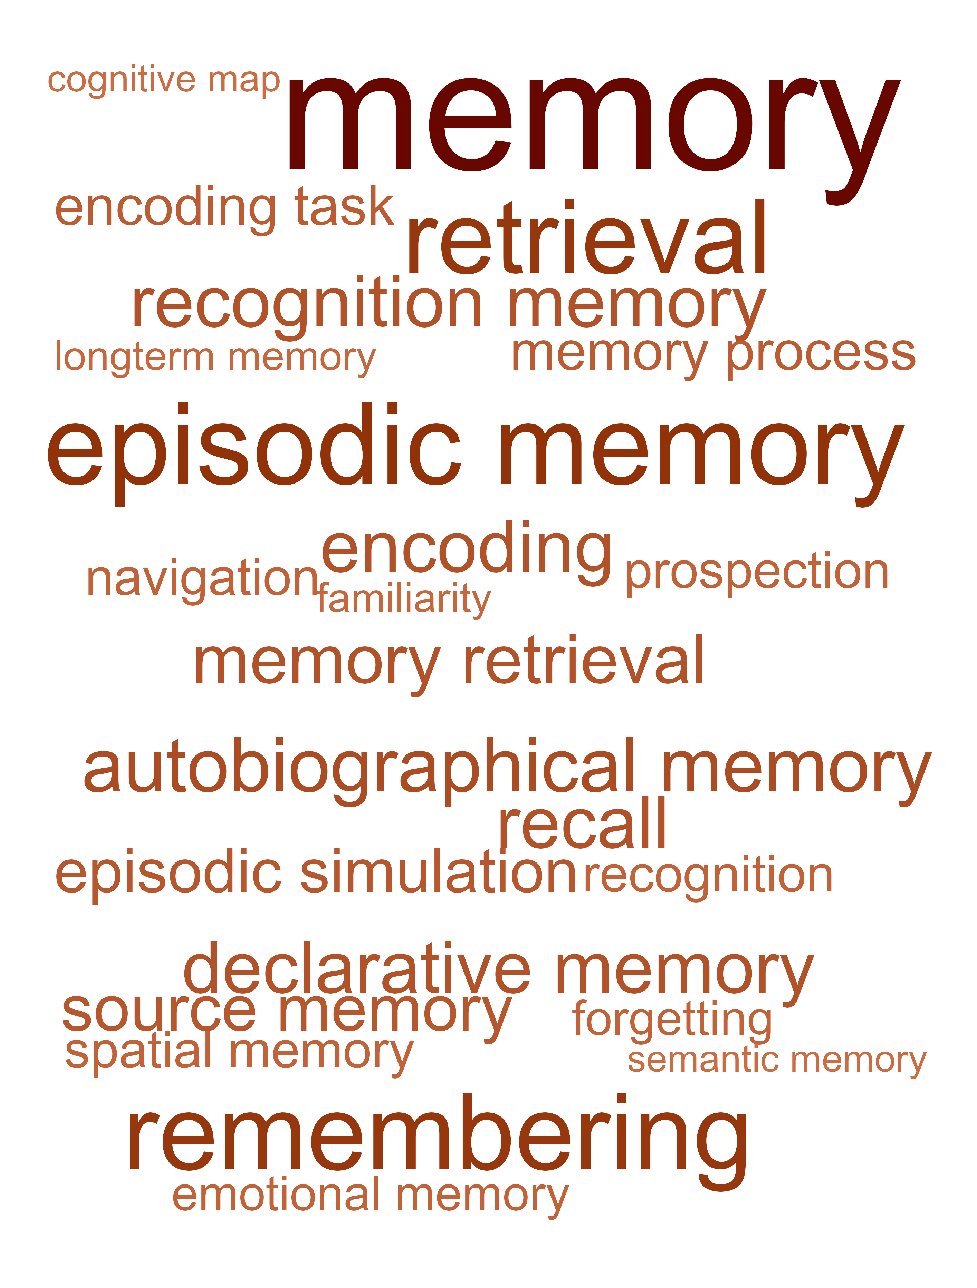 cognitive map
memory
encoding task
retrieval
recognition memory
longterm memory
memory process
episodic memory
encoding
navigation
prospection
familiarity
memory retrieval
autobiographical memory
recall
episodic simulation
recognition
declarative memory
source memory
forgetting
spatial memory
semantic memory
remembering
emotional memory